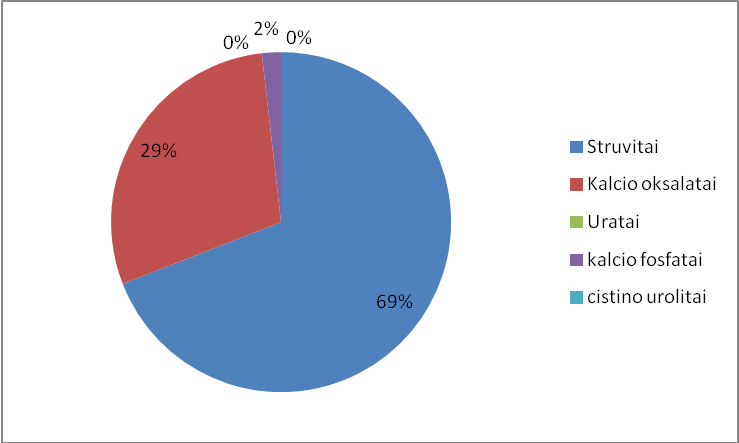 0%
2%
0%
29%
69%
Struvitai
Kalcio oksalatai
Uratai
kalcio fosfatai
cistino urolitai